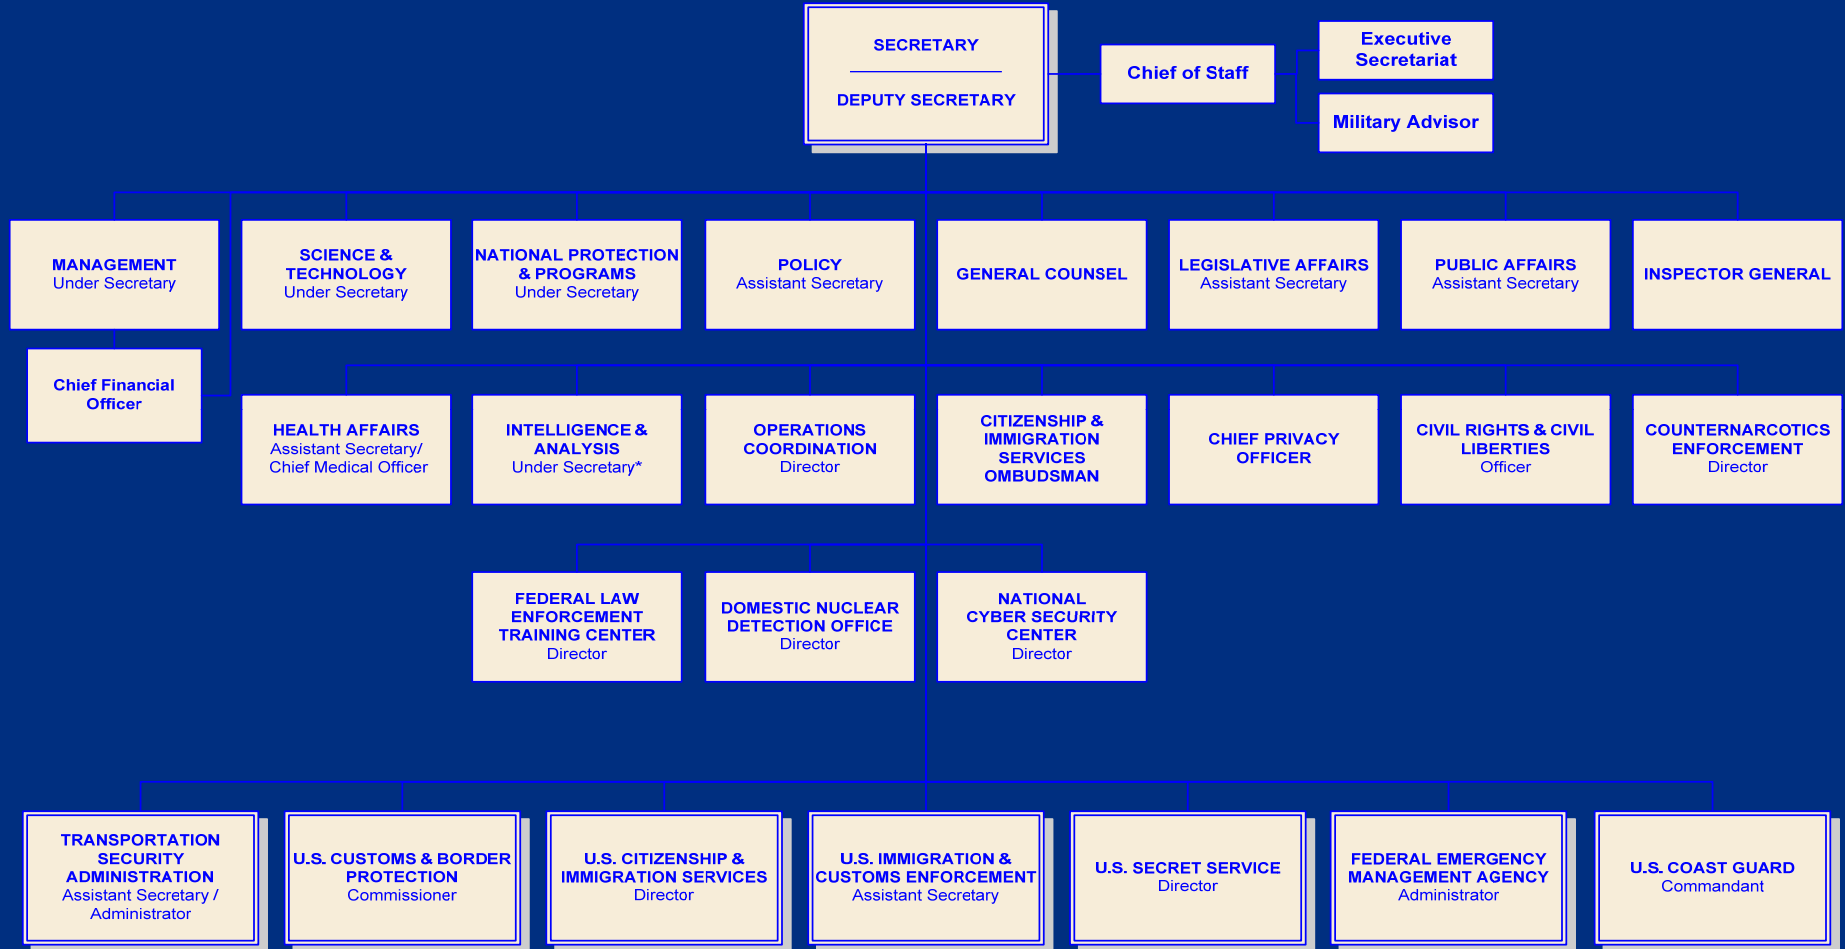 SECRETARY
DEPUTY SECRETARY
Chief of Staff
Executive
Secretariat
Military Advisor
MANAGEMENT
Under Secretary
SCIENCE &
TECHNOLOGY
Under Secretary
NATIONAL PROTECTION
& PROGRAMS
Under Secretary
POLICY
Assistant Secretary
GENERAL COUNSEL
LEGISLATIVE AFFAIRS
Assistant Secretary
PUBLIC AFFAIRS
Assistant Secretary
INSPECTOR GENERAL
Chief Financial
Officer
HEALTH AFFAIRS
Assistant Secretary/
Chief Medical Officer
INTELLIGENCE &
ANALYSIS
Under Secretary*
OPERATIONS
COORDINATION
Director
CITIZENSHIP &
IMMIGRATION
SERVICES
OMBUDSMAN
CHIEF PRIVACY
OFFICER
CIVIL RIGHTS & CIVIL
LIBERTIES
Officer
COUNTERNARCOTICS
ENFORCEMENT
Director
FEDERAL LAW
ENFORCEMENT
TRAINING CENTER
Director
DOMESTIC NUCLEAR
DETECTION OFFICE
Director
NATIONAL
CYBER SECURITY
CENTER
Director
TRANSPORTATION
SECURITY
ADMINISTRATION
Assistant Secretary /
Administrator
U.S. CUSTOMS & BORDER
PROTECTION
Commissioner
U.S. CITIZENSHIP &
IMMIGRATION SERVICES
Director
U.S. IMMIGRATION &
CUSTOMS ENFORCEMENT
Assistant Secretary
U.S. SECRET SERVICE
Director
FEDERAL EMERGENCY
MANAGEMENT AGENCY
Administrator
U.S. COAST GUARD
Commandant